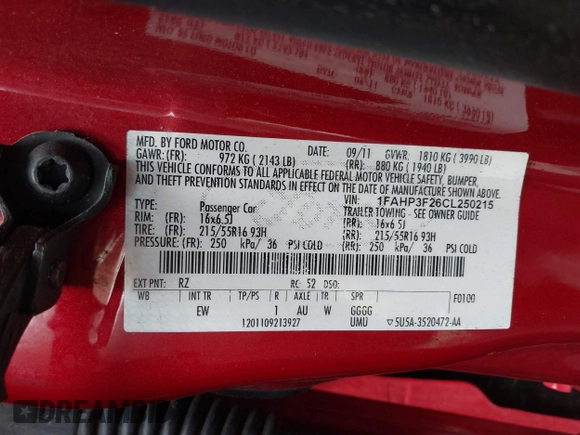 MFD. BY FORD MOTOR CO.
DATE: 09/11 GVWR: 1810 KG ( 3990 LB)
GAWR: (FR): 972 KG ( 2143 LB) (RR): 880 KG ( 1940 LB)
THIS VEHICLE CONFORMS TO ALL APPLICABLE FEDERAL MOTOR VEHICLE SAFETY, BUMPER,
AND THEFT PREVENTION STANDARDS IN EFFECT ON THE DATE OF MANUFACTURE SHOWN ABOVE.
VIN: 1FAHP3F26CL250215
TYPE: Passenger Car TRAILER TOWING - SEE OWNER GUIDE
RIM: (FR): 16x6.5J (RR): 16x6.5J
TIRE: (FR): 215/55R16 93H (RR): 215/55R16 93H
PRESSURE: (FR): 250 kPa/ 36 PSI COLD (RR): 250 kPa/ 36 PSI COLD
EXT PNT: RZ RC: 52 DSO:
WB INT TR TP/PS R AXLE TR SPR F0100
EW 1 AU W GGGG
1201109213927 UMU ▽5U5A-3520472-AA
DREAMBID